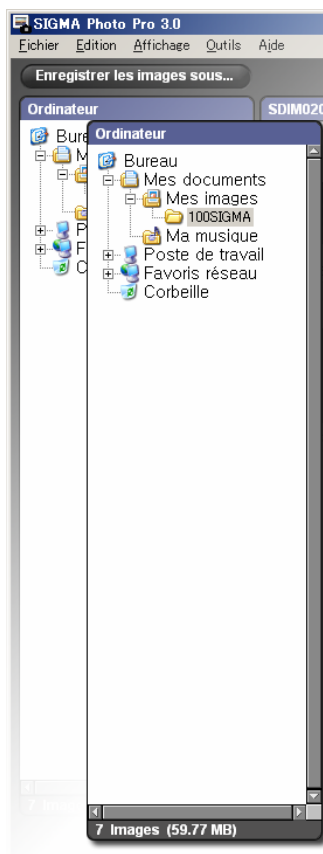 SIGMA Photo Pro 3.0
Fichier Edition Affichage Outils Aide
Enregistrer les images sous...
Ordinateur
SDIM020
Bure
M
P
F
C
Ordinateur
Bureau
Mes documents
Mes images
100SIGMA
Ma musique
Poste de travail
Favoris réseau
Corbeille
7 Images (59.77 MB)